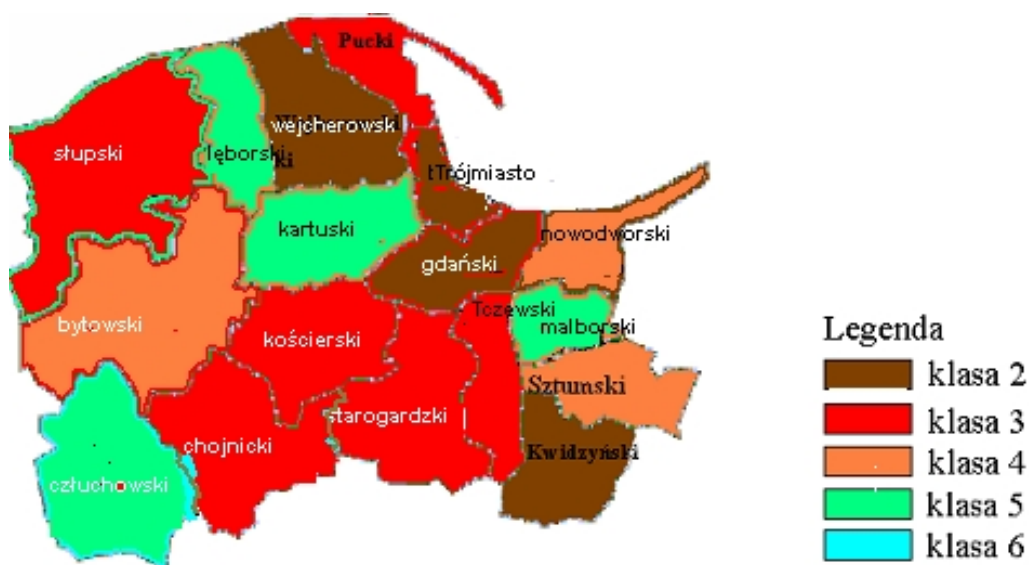 Pucki
wejcherowski
słupski
lęborski
ki
tTrójmiasto
kartuski
nowodworski
gdański
Tczewski
bytowski
malborski
kościerski
Legenda
Sztumski
klasa 2
starogardzki
klasa 3
chojnicki
Kwidzyński
klasa 4
człuchowski
klasa 5
klasa 6